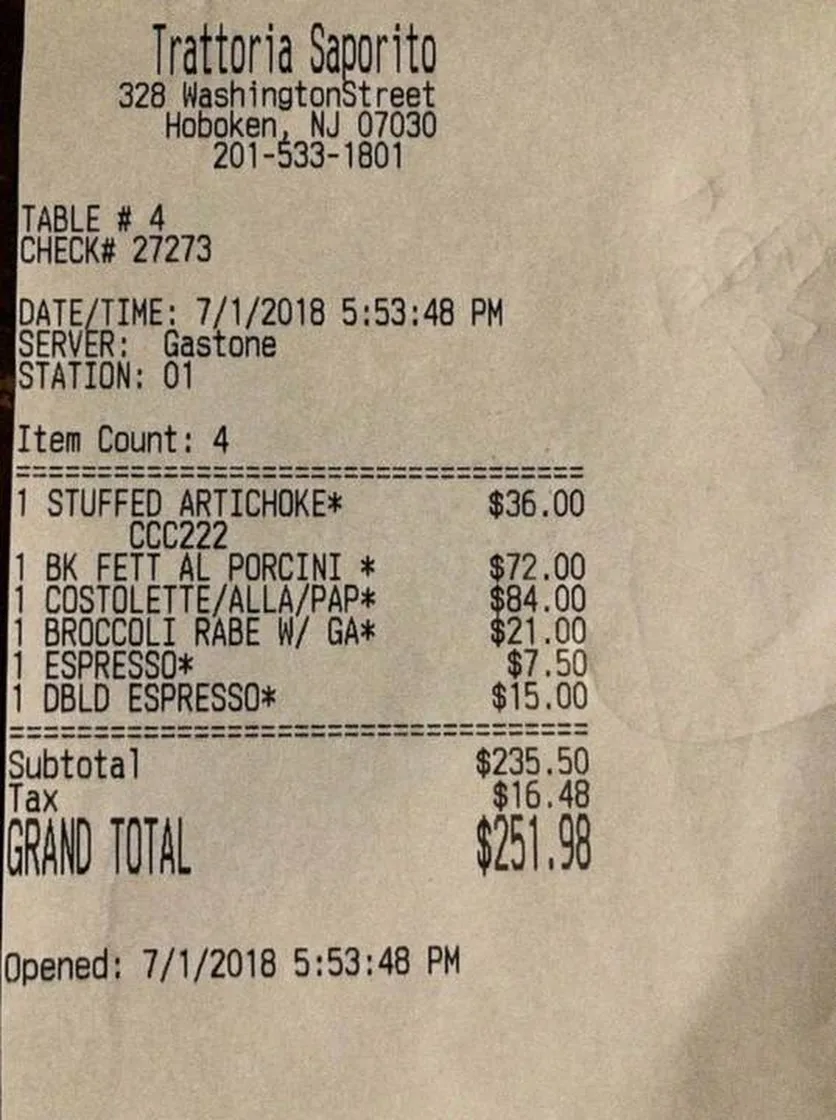 Trattoria Saporito
328 WashingtonStreet
Hoboken, NJ 07030
201-533-1801
TABLE # 4
CHECK# 27273
DATE/TIME: 7/1/2018 5:53:48 PM
SERVER: Gastone
STATION: 01
Item Count: 4
===================================
1 STUFFED ARTICHOKE* $36.00
CCC222
1 BK FETT AL PORCINI * $72.00
1 COSTOLETTE/ALLA/PAP* $84.00
1 BROCCOLI RABE W/ GA* $21.00
1 ESPRESSO* $7.50
1 DBLD ESPRESSO* $15.00
===================================
Subtotal $235.50
Tax $16.48
GRAND TOTAL $251.98
Opened: 7/1/2018 5:53:48 PM